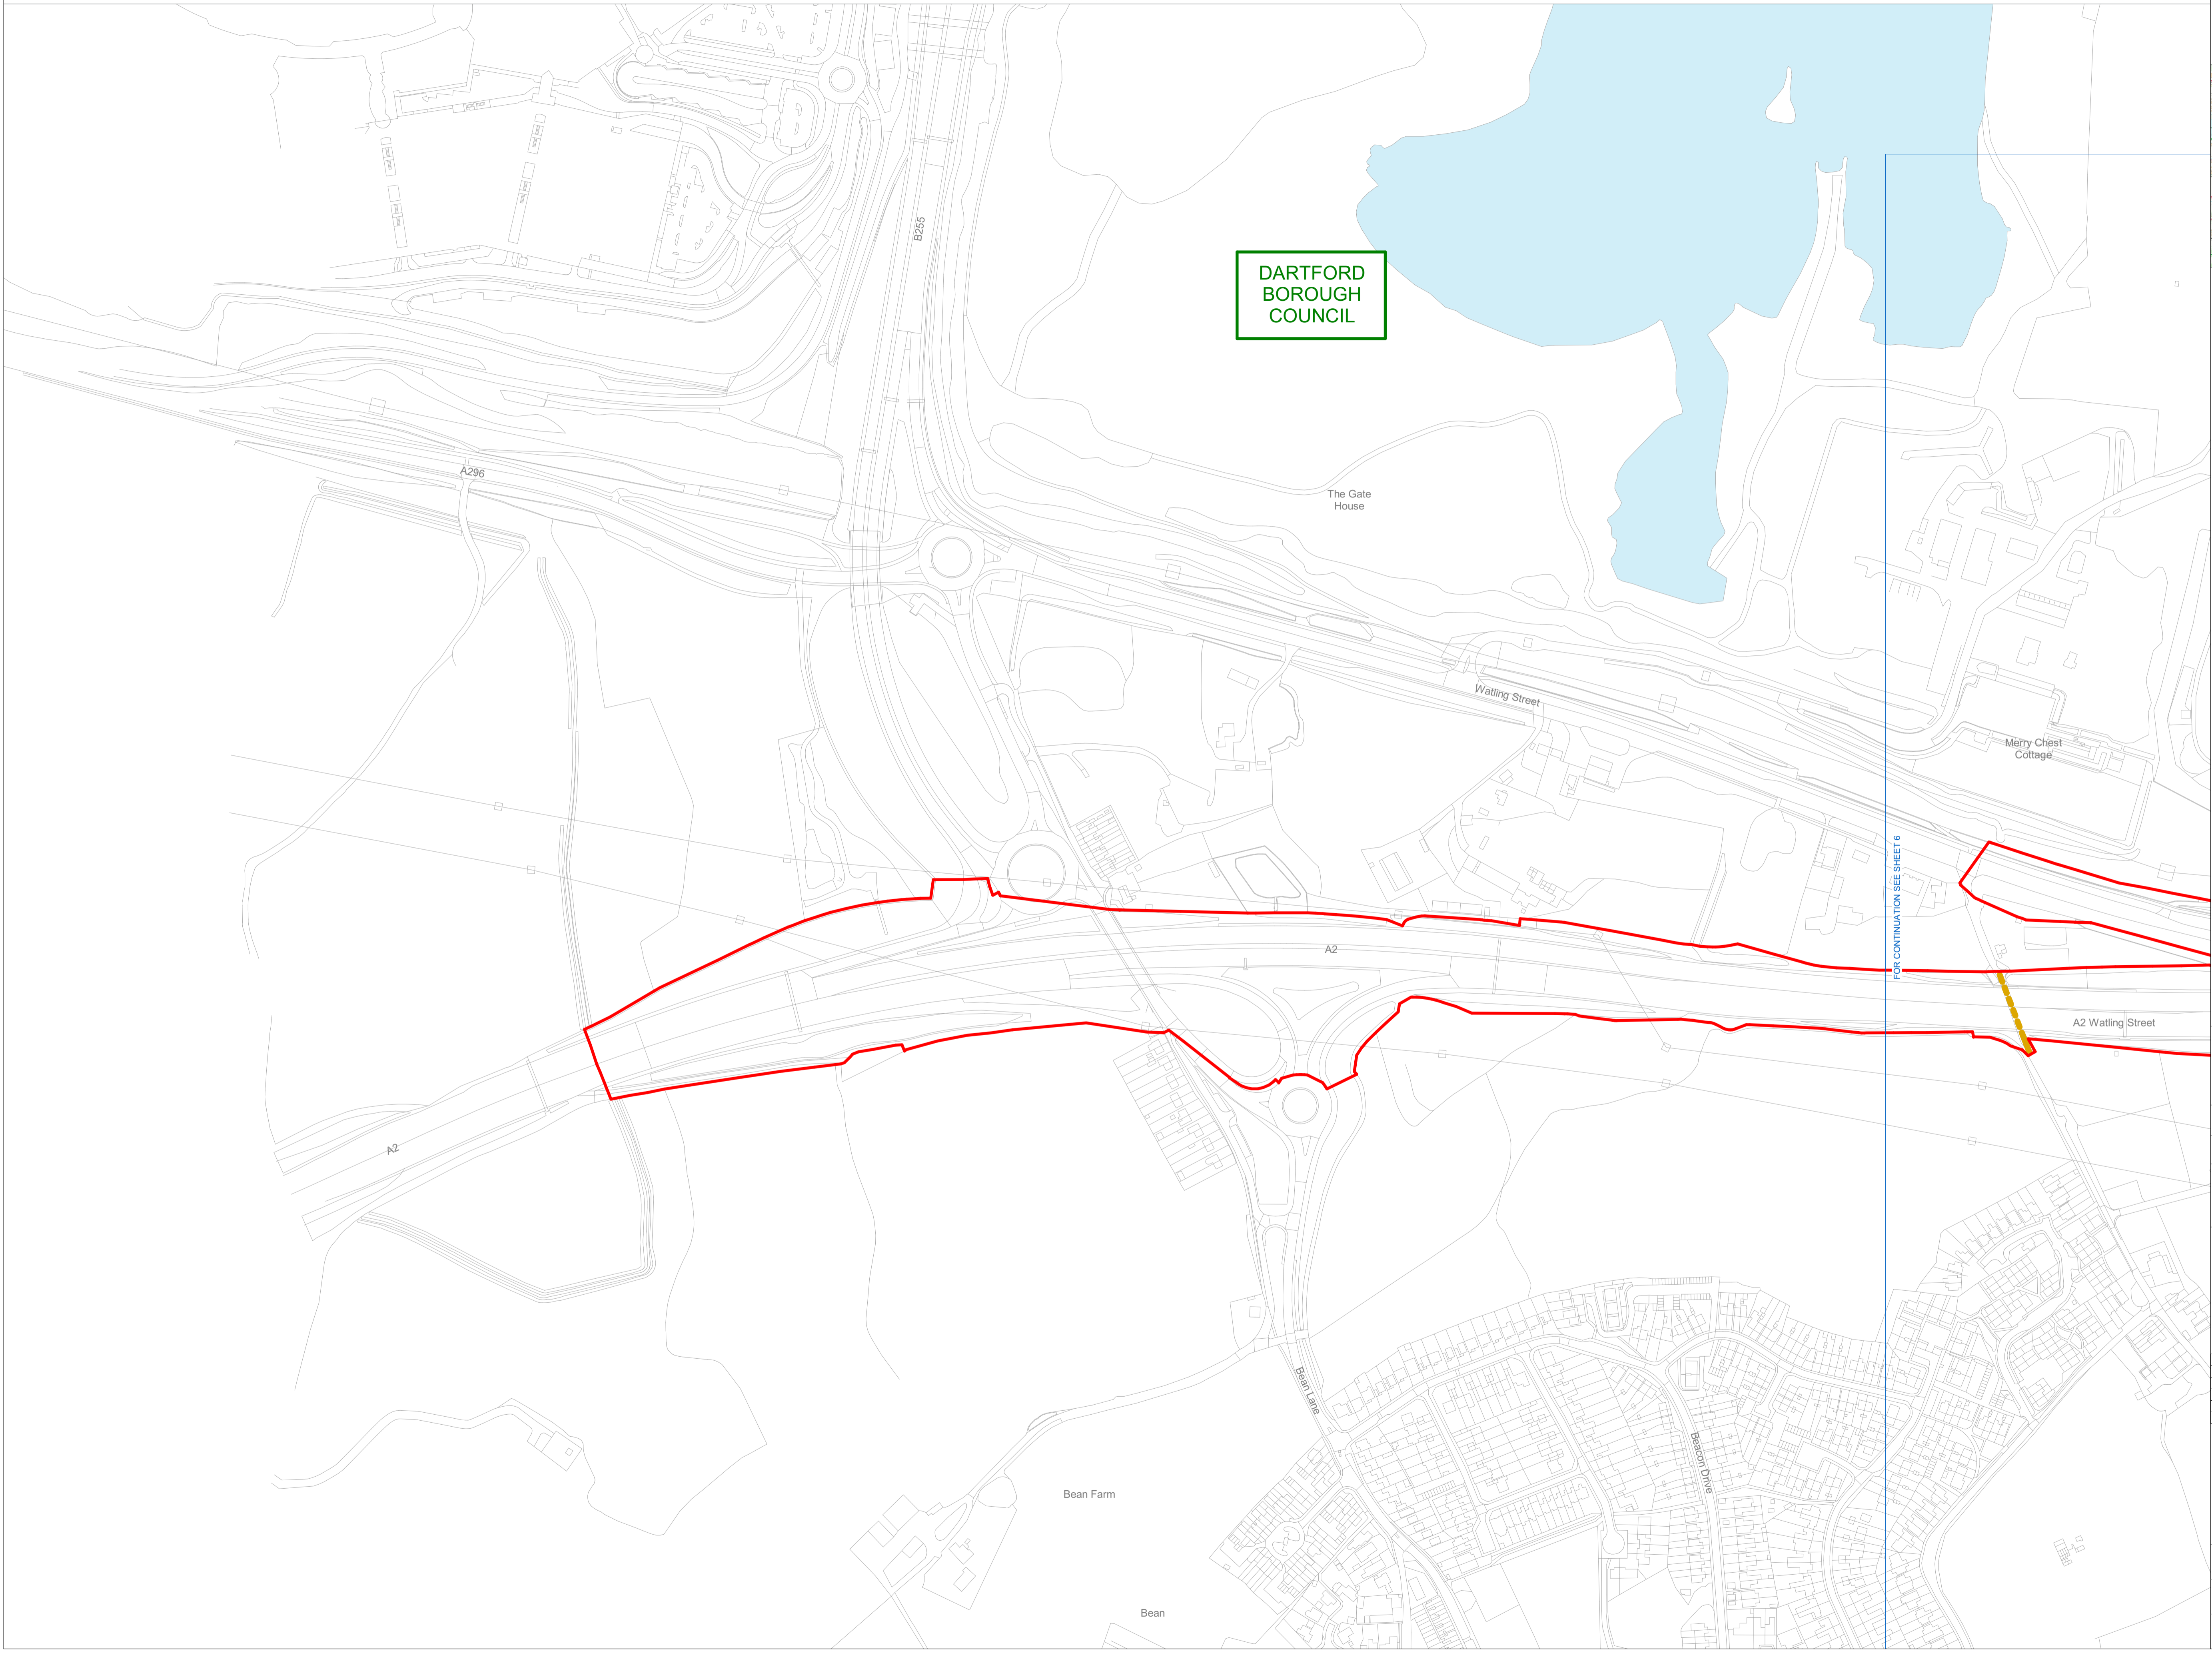 B255
DARTFORD
BOROUGH
COUNCIL
A296
The Gate
House
Watling Street
Merry Chest
Cottage
FOR CONTINUATION SEE SHEET 6
A2
A2 Watling Street
A2
Bean Lane
Beacon Drive
Bean Farm
Bean